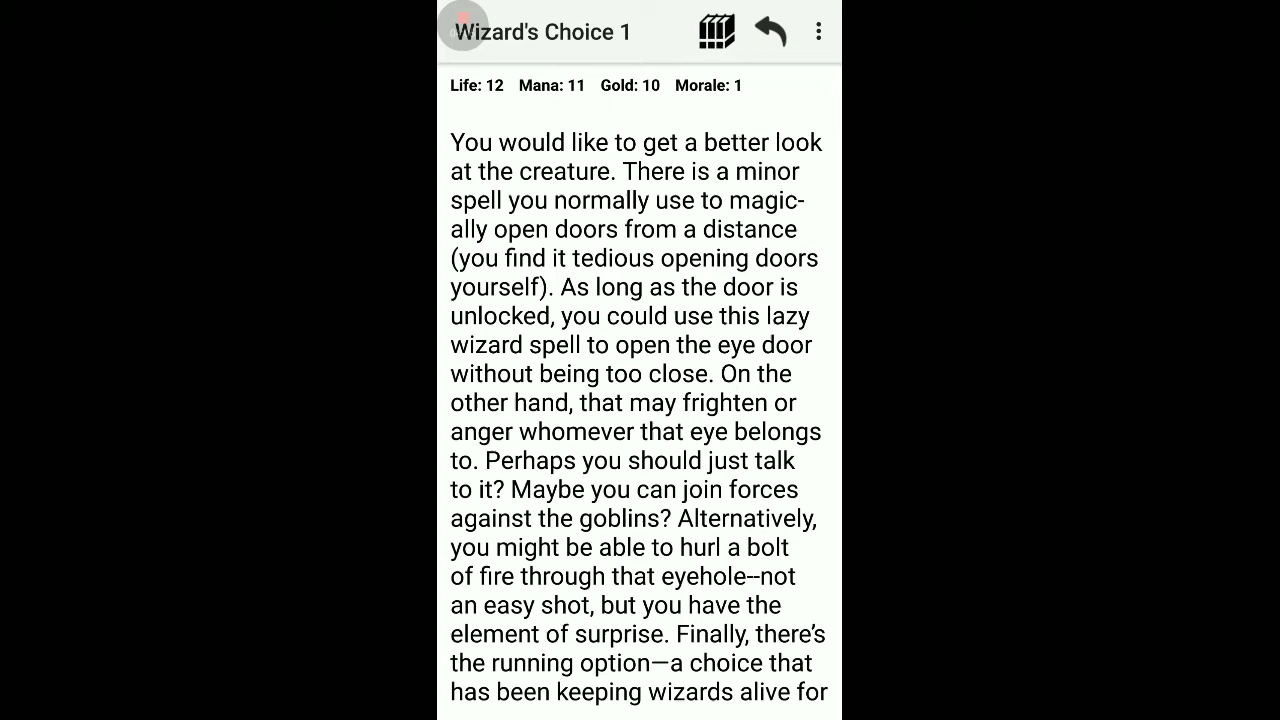 Wizard's Choice 1
Life: 12 Mana: 11 Gold: 10 Morale: 1
You would like to get a better look
at the creature. There is a minor
spell you normally use to magic-
ally open doors from a distance
(you find it tedious opening doors
yourself). As long as the door is
unlocked, you could use this lazy
wizard spell to open the eye door
without being too close. On the
other hand, that may frighten or
anger whomever that eye belongs
to. Perhaps you should just talk
to it? Maybe you can join forces
against the goblins? Alternatively,
you might be able to hurl a bolt
of fire through that eyehole--not
an easy shot, but you have the
element of surprise. Finally, there’s
the running option—a choice that
has been keeping wizards alive for